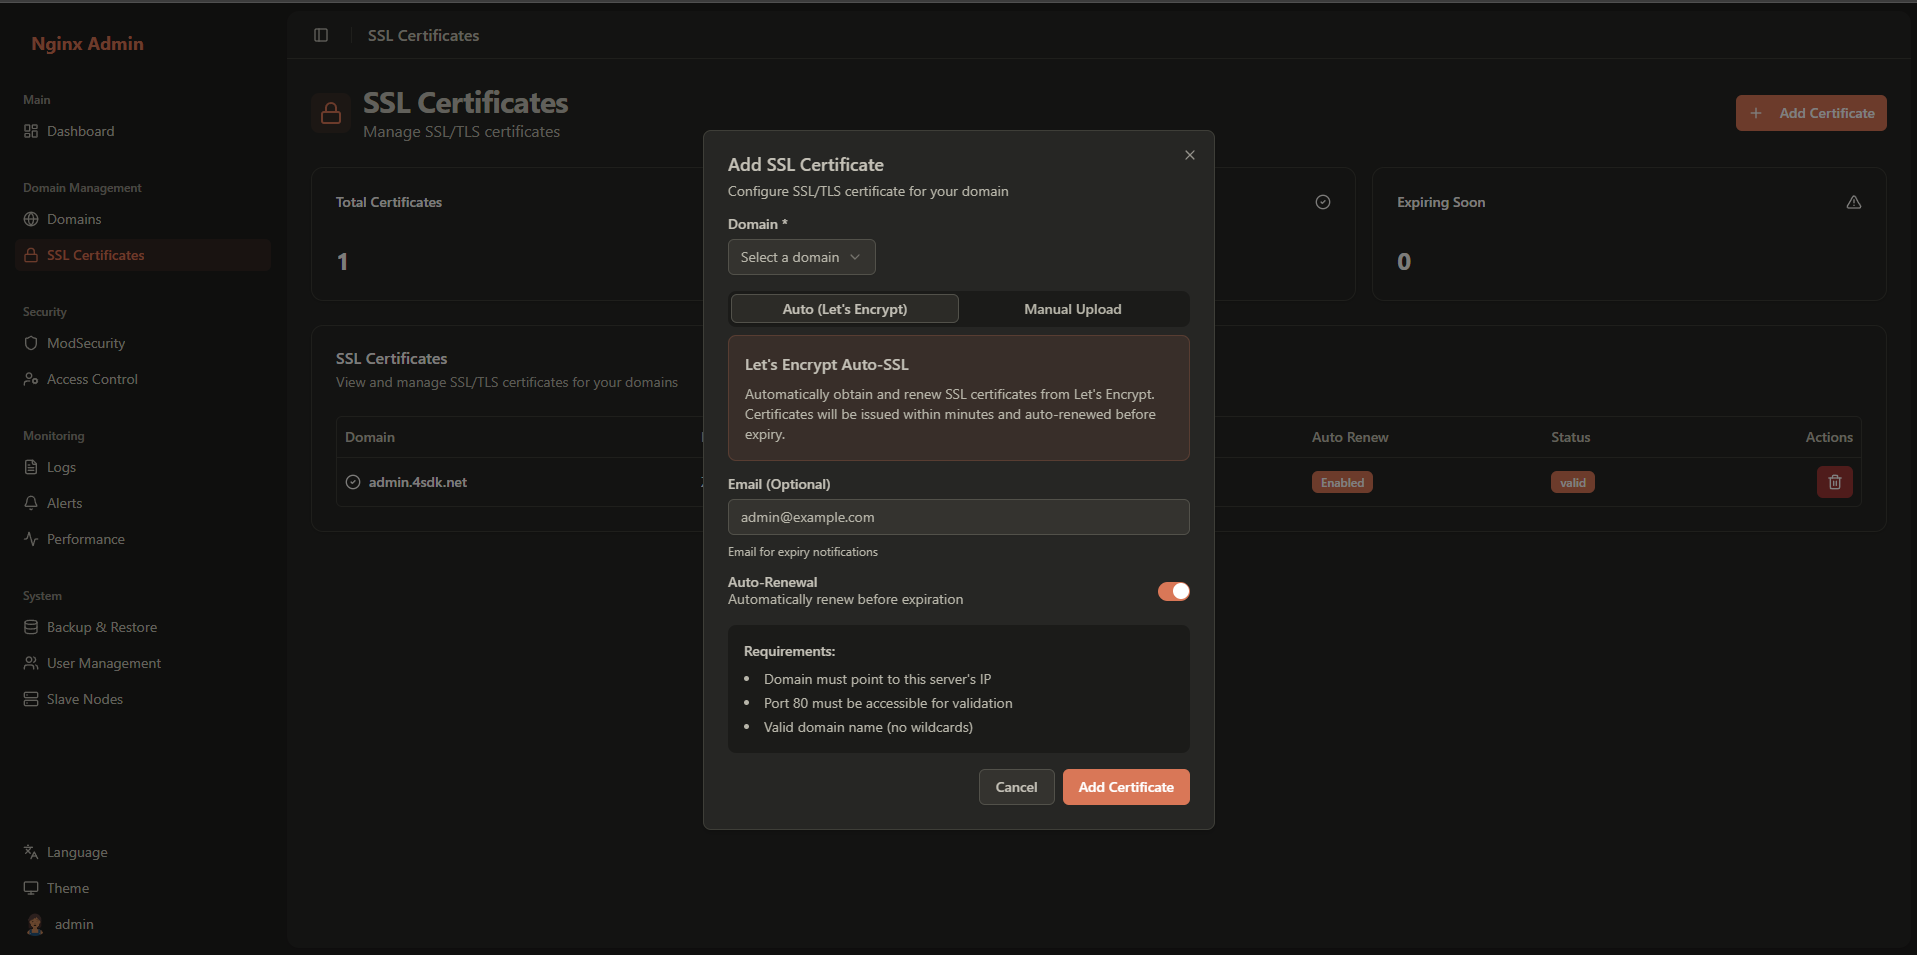 Nginx Admin
Main
Dashboard
Domain Management
Domains
SSL Certificates
Security
ModSecurity
Access Control
Monitoring
Logs
Alerts
Performance
System
Backup & Restore
User Management
Slave Nodes
Language
Theme
admin
SSL Certificates
SSL Certificates
Manage SSL/TLS certificates
Add Certificate
Total Certificates
1
Expiring Soon
0
SSL Certificates
View and manage SSL/TLS certificates for your domains
Domain
Auto Renew
Status
Actions
admin.4sdk.net
Enabled
valid
Add SSL Certificate
Configure SSL/TLS certificate for your domain
Domain *
Select a domain
Auto (Let's Encrypt)
Manual Upload
Let's Encrypt Auto-SSL
Automatically obtain and renew SSL certificates from Let's Encrypt.
Certificates will be issued within minutes and auto-renewed before
expiry.
Email (Optional)
admin@example.com
Email for expiry notifications
Auto-Renewal
Automatically renew before expiration
Requirements:
• Domain must point to this server's IP
• Port 80 must be accessible for validation
• Valid domain name (no wildcards)
Cancel
Add Certificate